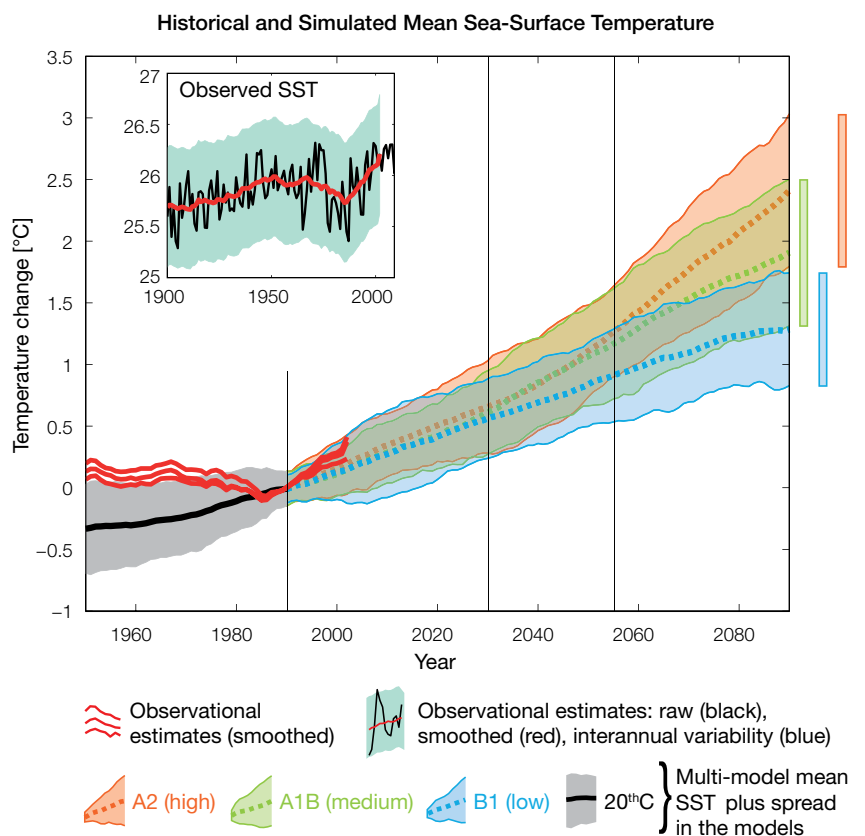 Historical and Simulated Mean Sea-Surface Temperature
3.5
3
2.5
2
1.5
1
0.5
0
−0.5
−1
Temperature change [°C]
27
26.5
26
25.5
25
Observed SST
1900 1950 2000
1960 1980 2000 2020 2040 2060 2080
Year
Observational
estimates (smoothed)
Observational estimates: raw (black),
smoothed (red), interannual variability (blue)
A2 (high)
A1B (medium)
B1 (low)
20thC
Multi-model mean
SST plus spread
in the models